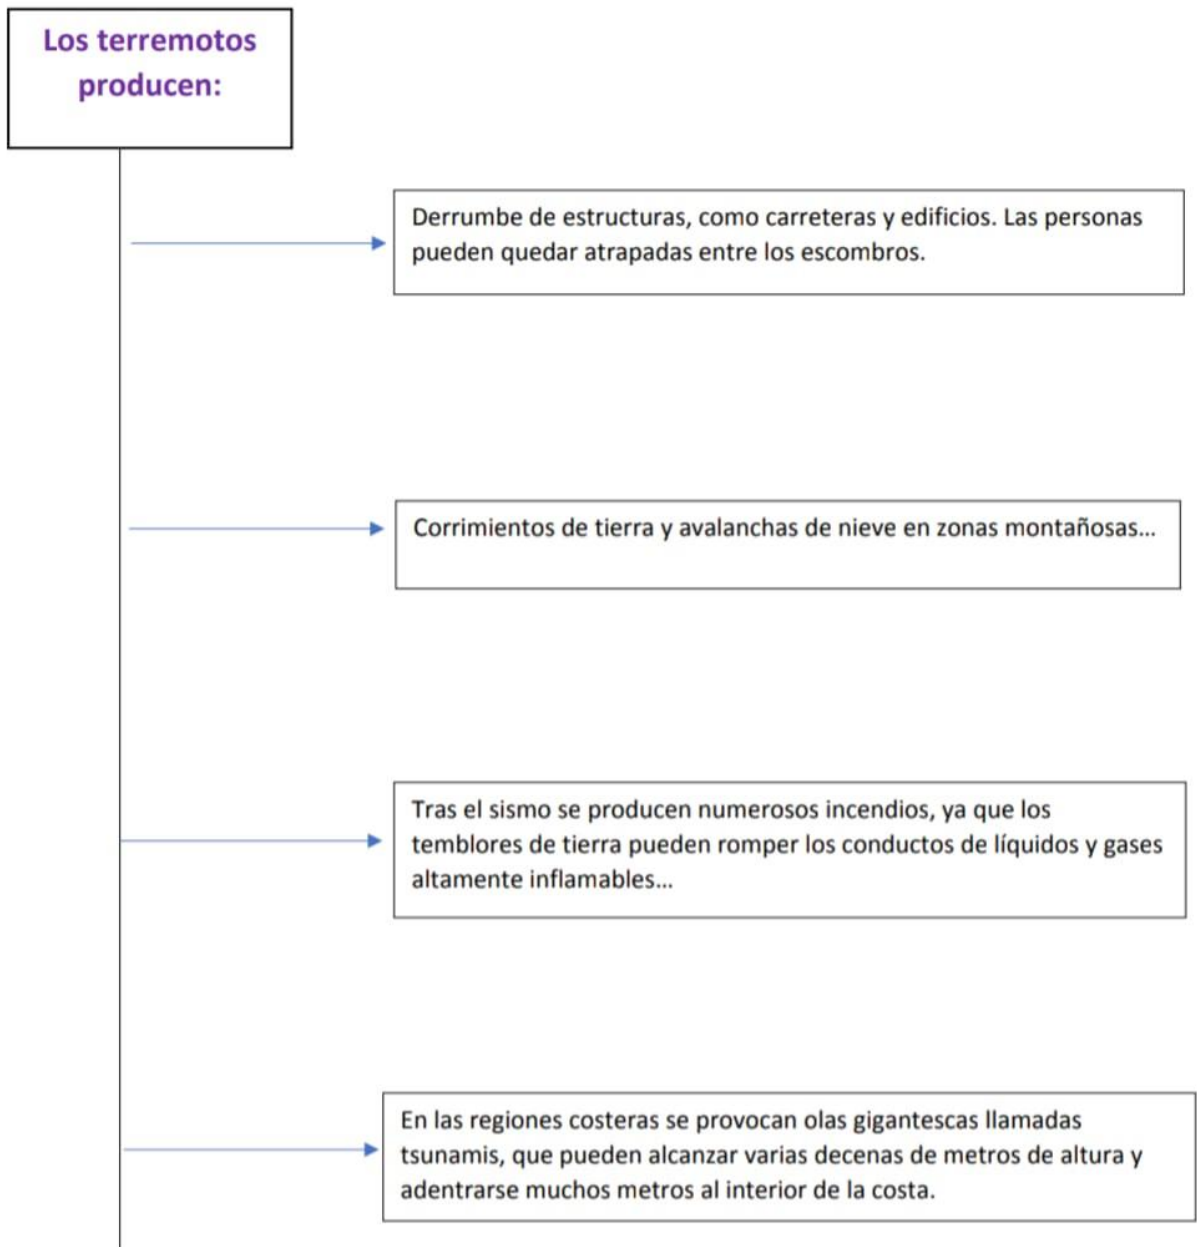 Los terremotos
producen:
Derrumbe de estructuras, como carreteras y edificios. Las personas
pueden quedar atrapadas entre los escombros.
Corrimientos de tierra y avalanchas de nieve en zonas montañosas...
Tras el sismo se producen numerosos incendios, ya que los
temblores de tierra pueden romper los conductos de líquidos y gases
altamente inflamables...
En las regiones costeras se provocan olas gigantescas llamadas
tsunamis, que pueden alcanzar varias decenas de metros de altura y
adentrarse muchos metros al interior de la costa.